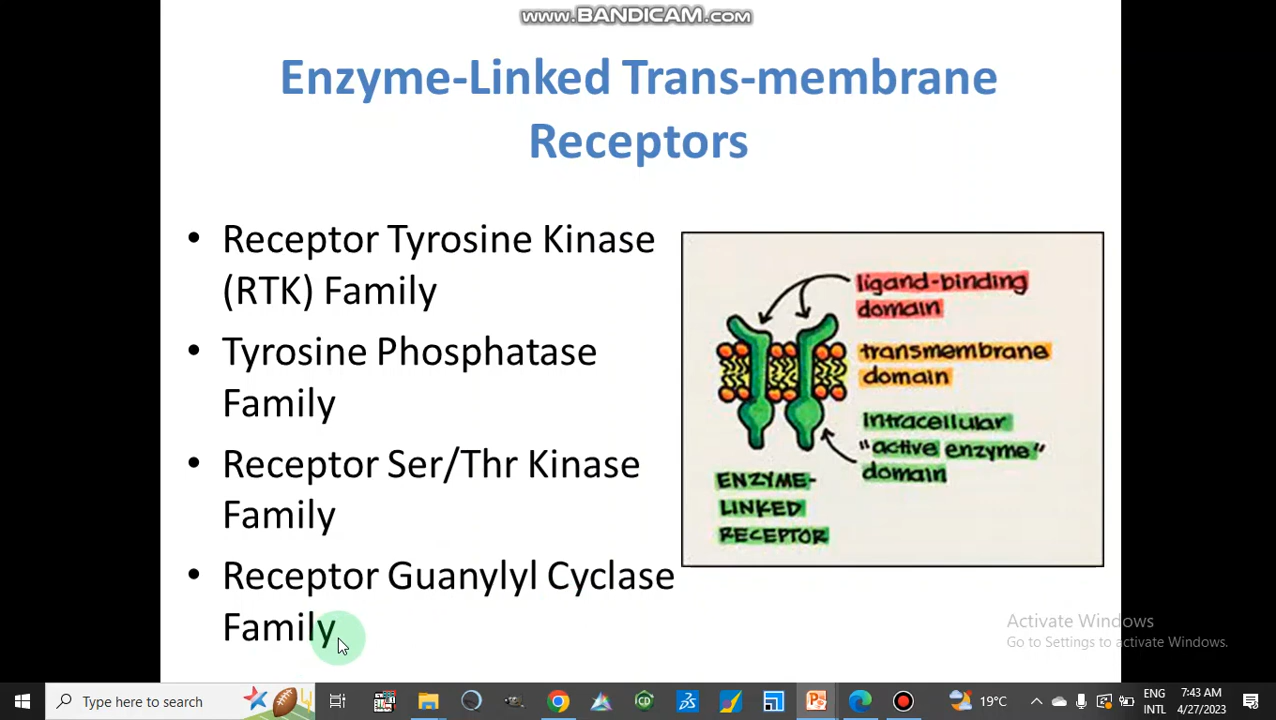 www.BANDICAM.com
Enzyme-Linked Trans-membrane
Receptors
• Receptor Tyrosine Kinase
(RTK) Family
• Tyrosine Phosphatase
Family
• Receptor Ser/Thr Kinase
Family
• Receptor Guanylyl Cyclase
Family
ligand-binding
domain
transmembrane
domain
intracellular
"active enzyme"
domain
ENZYME-
LINKED
RECEPTOR
Activate Windows
Go to Settings to activate Windows.
Type here to search
19°C
ENG
INTL
7:43 AM
4/27/2023